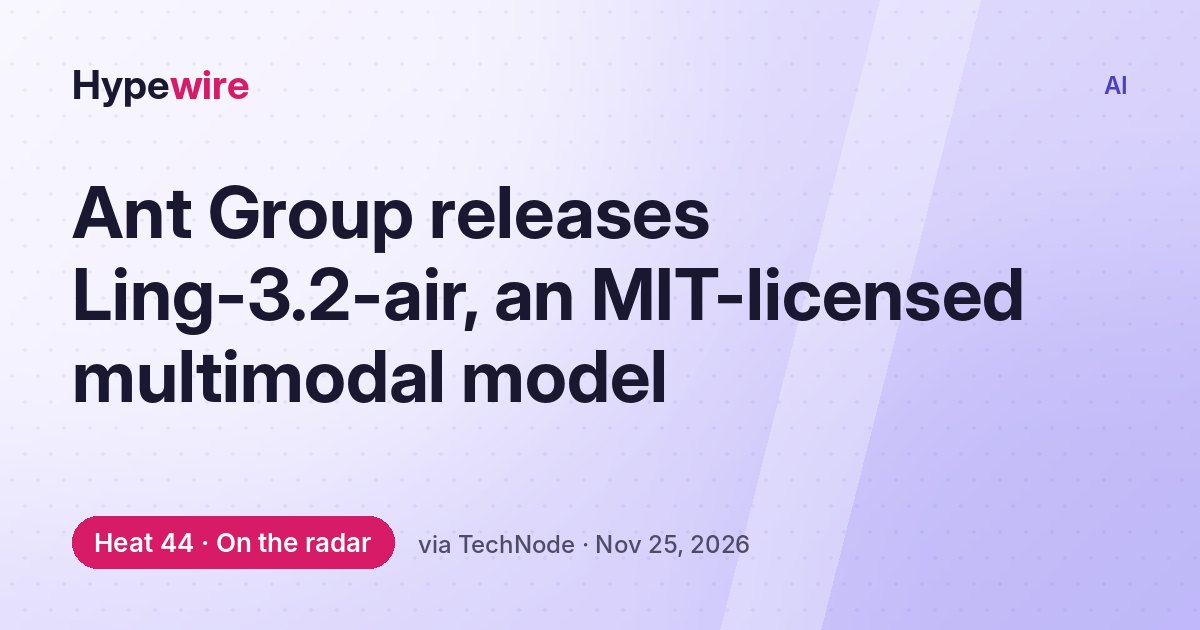 Hypewire
AI
Ant Group releases
Ling-3.2-air, an MIT-licensed
multimodal model
Heat 44 · On the radar
via TechNode · Nov 25, 2026